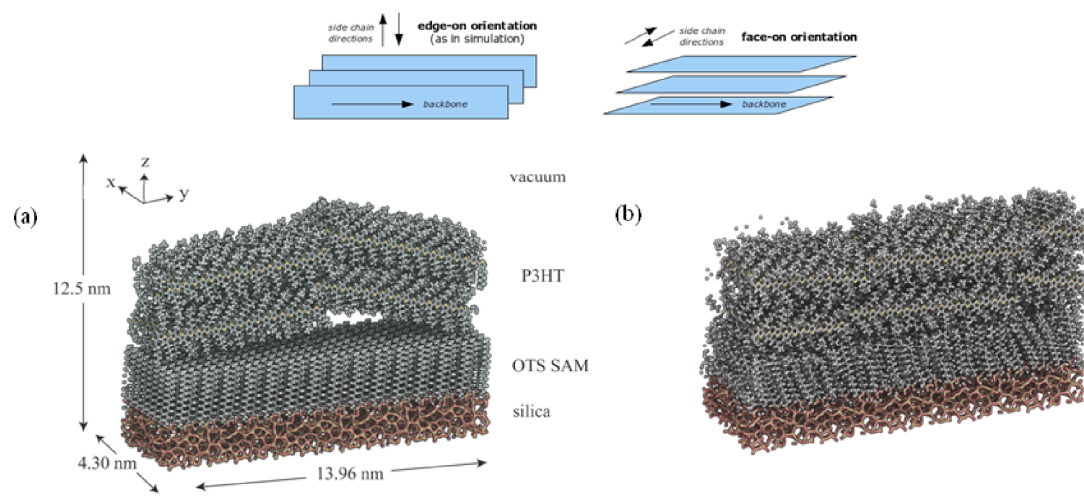 side chain
directions
edge-on orientation
(as in simulation)
backbone
side chain
directions
face-on orientation
backbone
(a)
z
x
y
vacuum
P3HT
12.5 nm
OTS SAM
silica
4.30 nm
13.96 nm
(b)